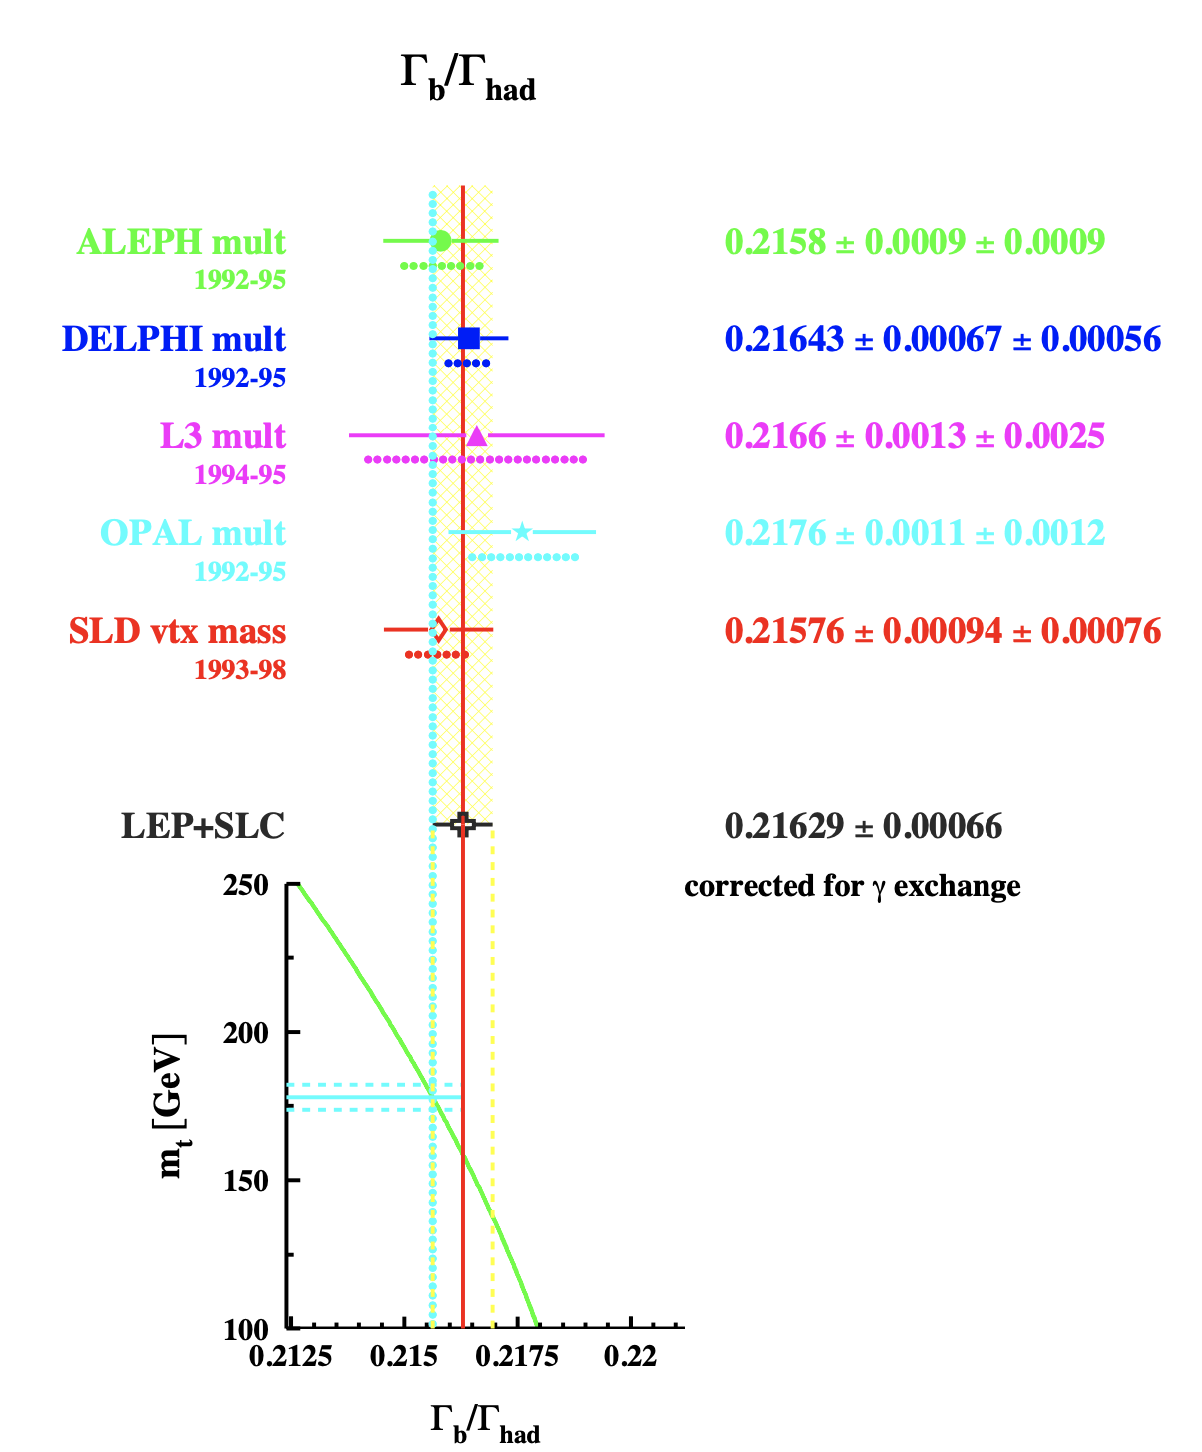 Γb/Γhad
ALEPH mult 0.2158 ± 0.0009 ± 0.0009
1992-95
DELPHI mult 0.21643 ± 0.00067 ± 0.00056
1992-95
L3 mult 0.2166 ± 0.0013 ± 0.0025
1994-95
OPAL mult 0.2176 ± 0.0011 ± 0.0012
1992-95
SLD vtx mass 0.21576 ± 0.00094 ± 0.00076
1993-98
LEP+SLC 0.21629 ± 0.00066
corrected for γ exchange
250
200
150
100
mt [GeV]
0.2125 0.215 0.2175 0.22
Γb/Γhad